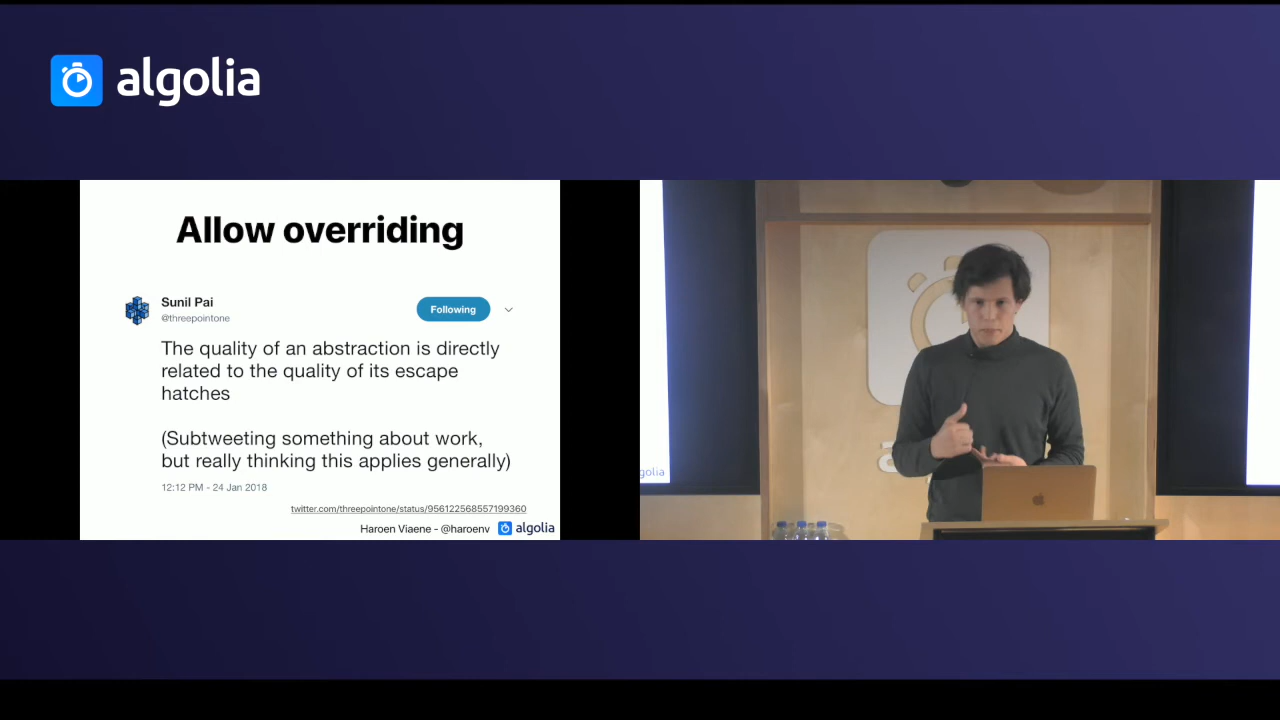 algolia
Allow overriding
Sunil Pai
@threepointone
Following
The quality of an abstraction is directly
related to the quality of its escape
hatches
(Subtweeting something about work,
but really thinking this applies generally)
12:12 PM - 24 Jan 2018
twitter.com/threepointone/status/956122568557199360
Haroen Viaene - @haroenv
algolia
golia